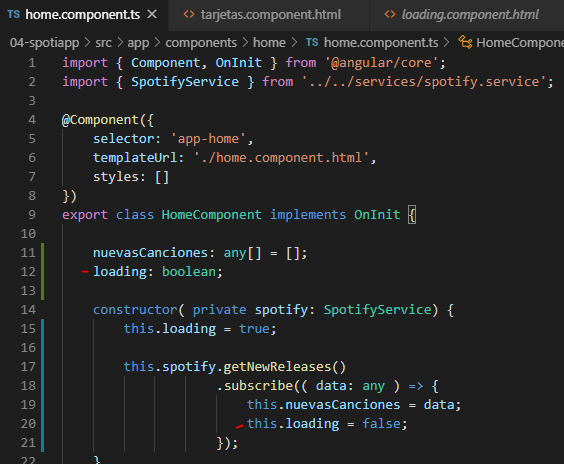 home.component.ts tarjetas.component.html loading.component.html
04-spotiapp > src > app > components > home > TS home.component.ts > HomeCompone
1 import { Component, OnInit } from '@angular/core';
2 import { SpotifyService } from '../../services/spotify.service';
3
4 @Component({
5 selector: 'app-home',
6 templateUrl: './home.component.html',
7 styles: []
8 })
9 export class HomeComponent implements OnInit {
10
11 nuevasCanciones: any[] = [];
12 loading: boolean;
13
14 constructor( private spotify: SpotifyService) {
15 this.loading = true;
16
17 this.spotify.getNewReleases()
18 .subscribe(( data: any ) => {
19 this.nuevasCanciones = data;
20 this.loading = false;
21 });
22 }